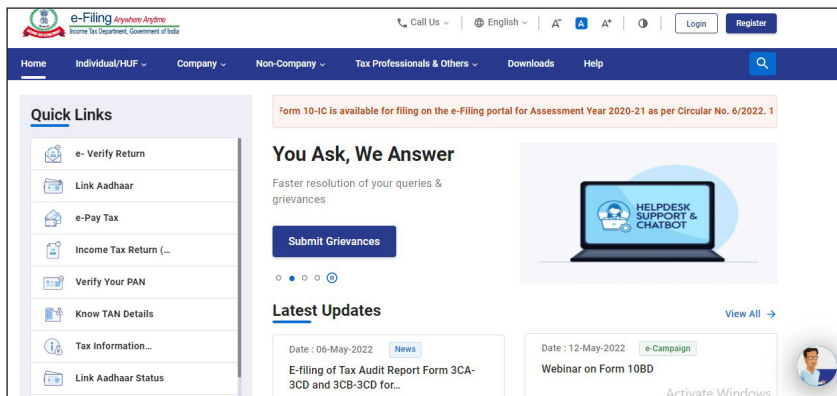 e-Filing Anywhere Anytime
Income Tax Department, Government of India
Call Us
English
A-
A
A+
Login
Register
Home
Individual/HUF
Company
Non-Company
Tax Professionals & Others
Downloads
Help
Quick Links
e- Verify Return
Link Aadhaar
e-Pay Tax
Income Tax Return (...
Verify Your PAN
Know TAN Details
Tax Information...
Link Aadhaar Status
Form 10-IC is available for filing on the e-Filing portal for Assessment Year 2020-21 as per Circular No. 6/2022. 1
You Ask, We Answer
Faster resolution of your queries &
grievances
Submit Grievances
HELPDESK
SUPPORT &
CHATBOT
Latest Updates
View All
Date : 06-May-2022 News
E-filing of Tax Audit Report Form 3CA-
3CD and 3CB-3CD for...
Date : 12-May-2022 e-Campaign
Webinar on Form 10BD
Activate Windows